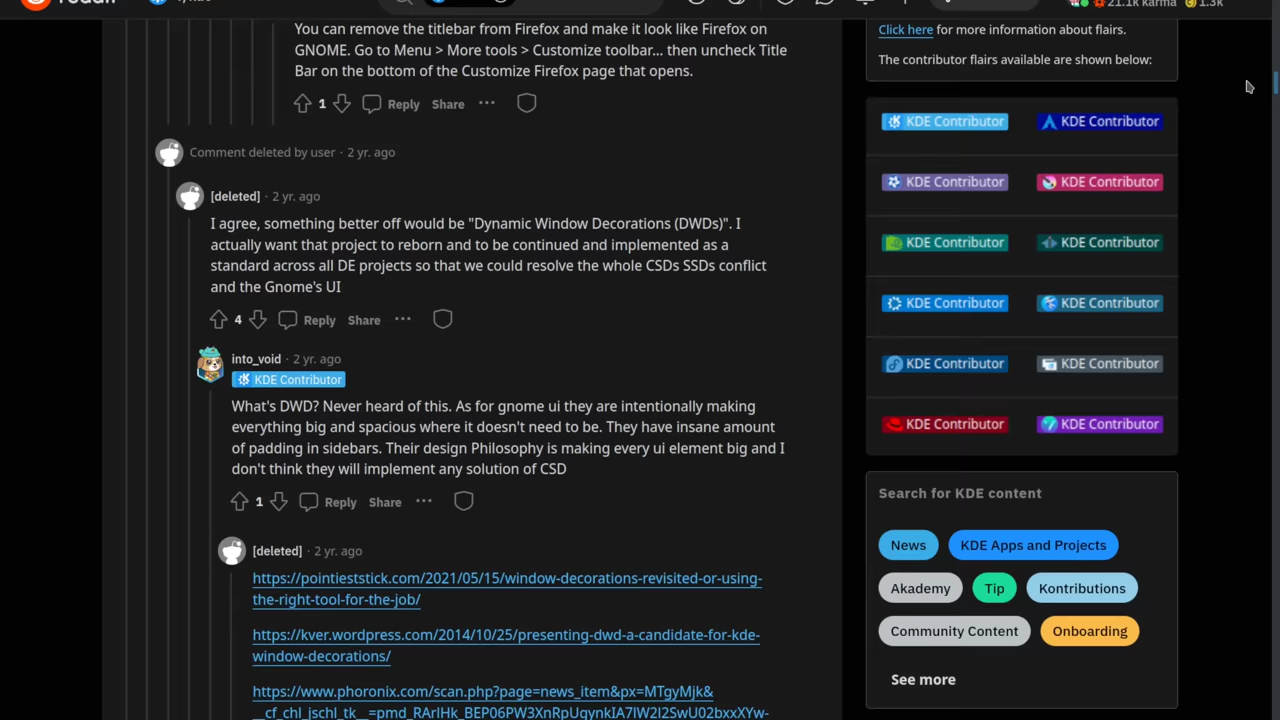 21.1k karma
1.3k
You can remove the titlebar from Firefox and make it look like Firefox on
GNOME. Go to Menu > More tools > Customize toolbar... then uncheck Title
Bar on the bottom of the Customize Firefox page that opens.
1 Reply Share ···
Comment deleted by user · 2 yr. ago
[deleted] · 2 yr. ago
I agree, something better off would be "Dynamic Window Decorations (DWDs)". I
actually want that project to reborn and to be continued and implemented as a
standard across all DE projects so that we could resolve the whole CSDs SSDs conflict
and the Gnome's UI
4 Reply Share ···
into_void · 2 yr. ago
KDE Contributor
What's DWD? Never heard of this. As for gnome ui they are intentionally making
everything big and spacious where it doesn't need to be. They have insane amount
of padding in sidebars. Their design Philosophy is making every ui element big and I
don't think they will implement any solution of CSD
1 Reply Share ···
[deleted] · 2 yr. ago
https://pointieststick.com/2021/05/15/window-decorations-revisited-or-using-
the-right-tool-for-the-job/
https://kver.wordpress.com/2014/10/25/presenting-dwd-a-candidate-for-kde-
window-decorations/
https://www.phoronix.com/scan.php?page=news_item&px=MTgyMjk&
__cf_chl_jschl_tk__=pmd_RArlHk_BEP06PW3XnRpUgynkIA7lW2I2SwU02bxxXYw-
Click here for more information about flairs.
The contributor flairs available are shown below:
KDE Contributor KDE Contributor
KDE Contributor KDE Contributor
KDE Contributor KDE Contributor
KDE Contributor KDE Contributor
KDE Contributor KDE Contributor
KDE Contributor KDE Contributor
Search for KDE content
News KDE Apps and Projects
Akademy Tip Kontributions
Community Content Onboarding
See more